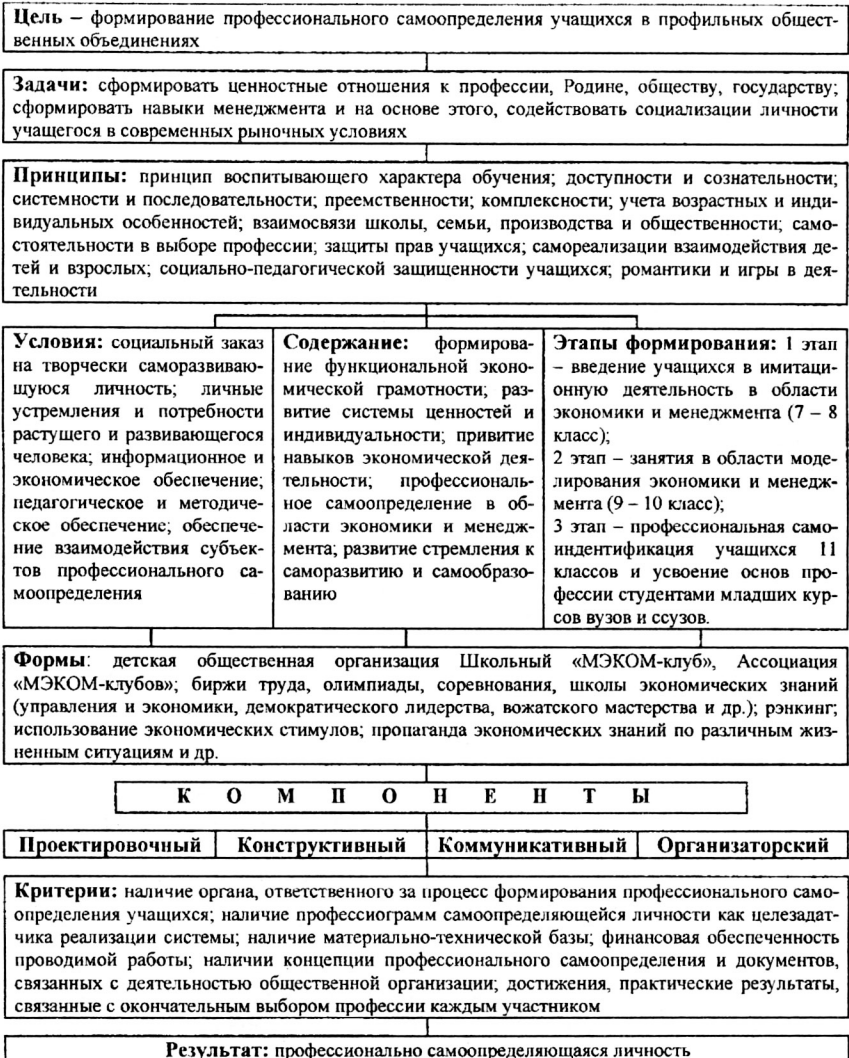 Цель – формирование профессионального самоопределения учащихся в профильных общест-
венных объединениях
Задачи: сформировать ценностные отношения к профессии, Родине, обществу, государству;
сформировать навыки менеджмента и на основе этого, содействовать социализации личности
учащегося в современных рыночных условиях
Принципы: принцип воспитывающего характера обучения; доступности и сознательности;
системности и последовательности; преемственности; комплексности; учета возрастных и инди-
видуальных особенностей; взаимосвязи школы, семьи, производства и общественности; само-
стоятельности в выборе профессии; защиты прав учащихся; самореализации взаимодействия де-
тей и взрослых; социально-педагогической защищенности учащихся; романтики и игры в дея-
тельности
Условия: социальный заказ
на творчески саморазвиваю-
щуюся личность; личные
устремления и потребности
растущего и развивающегося
человека; информационное и
экономическое обеспечение;
педагогическое и методиче-
ское обеспечение; обеспече-
ние взаимодействия субъек-
тов профессионального са-
моопределения
Содержание: формирова-
ние функциональной эконо-
мической грамотности; раз-
витие системы ценностей и
индивидуальности; привитие
навыков экономической дея-
тельности; профессиональ-
ное самоопределение в об-
ласти экономики и менедж-
мента; развитие стремления к
саморазвитию и самообразо-
ванию
Этапы формирования: 1 этап
– введение учащихся в имитаци-
онную деятельность в области
экономики и менеджмента (7 – 8
класс);
2 этап – занятия в области моде-
лирования экономики и менедж-
мента (9 – 10 класс);
3 этап – профессиональная само-
индентификация учащихся 11
классов и усвоение основ про-
фессии студентами младших кур-
сов вузов и ссузов.
Формы: детская общественная организация Школьный «МЭКОМ-клуб», Ассоциация
«МЭКОМ-клубов»; биржи труда, олимпиады, соревнования, школы экономических знаний
(управления и экономики, демократического лидерства, вожатского мастерства и др.); рэнкинг;
использование экономических стимулов; пропаганда экономических знаний по различным жиз-
ненным ситуациям и др.
К О М П О Н Е Н Т Ы
Проектировочный Конструктивный Коммуникативный Организаторский
Критерии: наличие органа, ответственного за процесс формирования профессионального само-
определения учащихся; наличие профессиограмм самоопределяющейся личности как целезадат-
чика реализации системы; наличие материально-технической базы; финансовая обеспеченность
проводимой работы; наличии концепции профессионального самоопределения и документов,
связанных с деятельностью общественной организации; достижения, практические результаты,
связанные с окончательным выбором профессии каждым участником
Результат: профессионально самоопределяющаяся личность